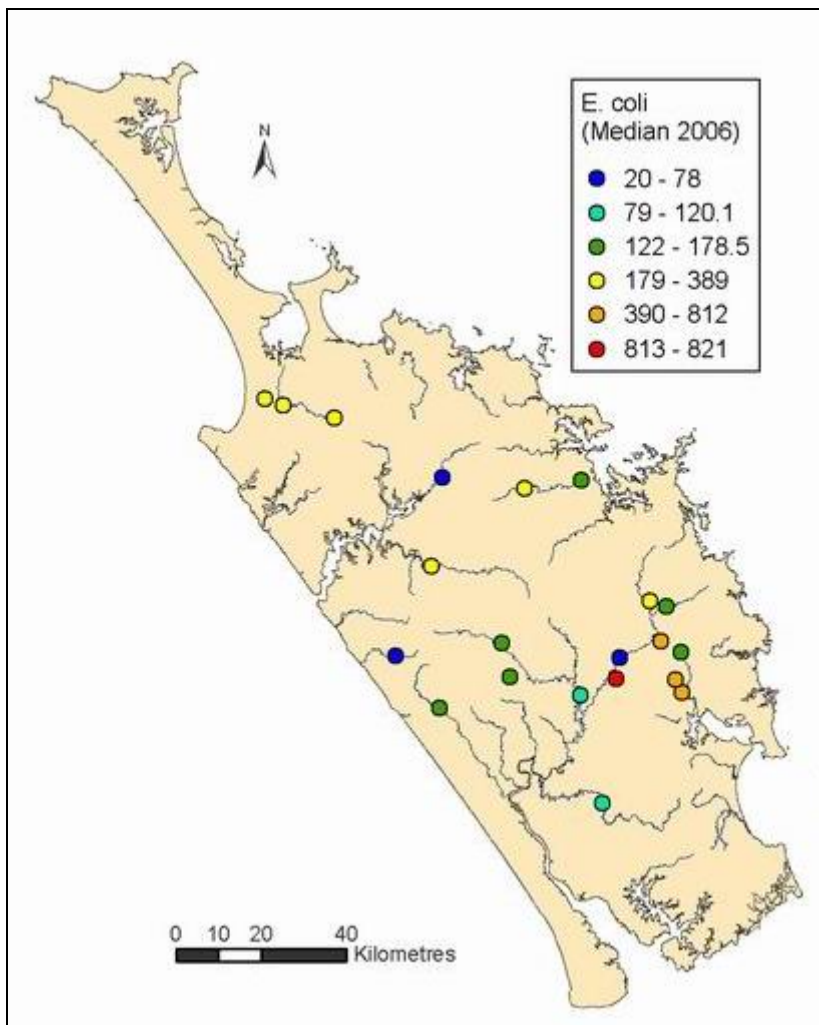 E. coli
(Median 2006)
20 - 78
79 - 120.1
122 - 178.5
179 - 389
390 - 812
813 - 821
N
0 10 20 40
Kilometres